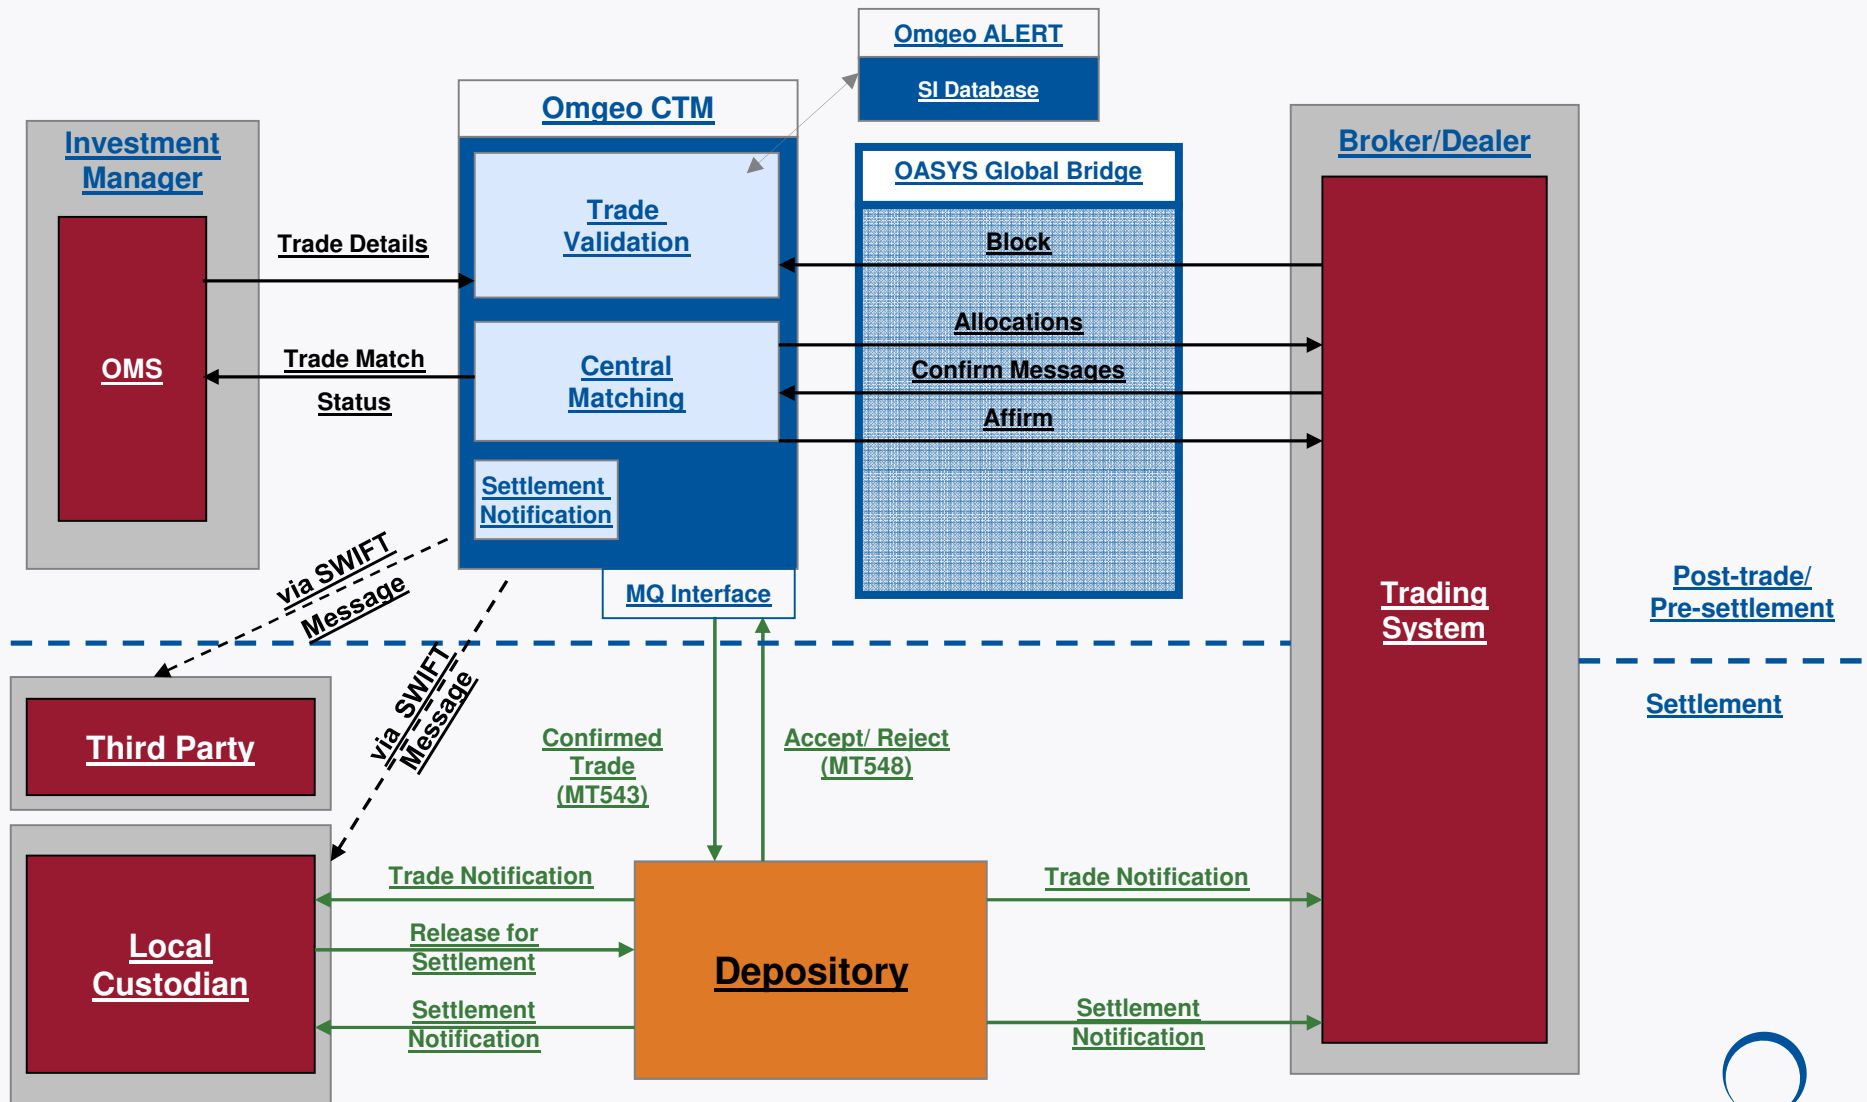 Omgeo ALERT
SI Database
Omgeo CTM
Investment
Manager
OASYS Global Bridge
Broker/Dealer
Trade
Validation
Trade Details
Block
Allocations
OMS
Trade Match
Status
Central
Matching
Confirm Messages
Affirm
Settlement
Notification
via SWIFT
Message
MQ Interface
Trading
System
Post-trade/
Pre-settlement
via SWIFT
Message
Settlement
Third Party
Confirmed
Trade
(MT543)
Accept/ Reject
(MT548)
Trade Notification
Trade Notification
Local
Custodian
Release for
Settlement
Depository
Settlement
Notification
Settlement
Notification